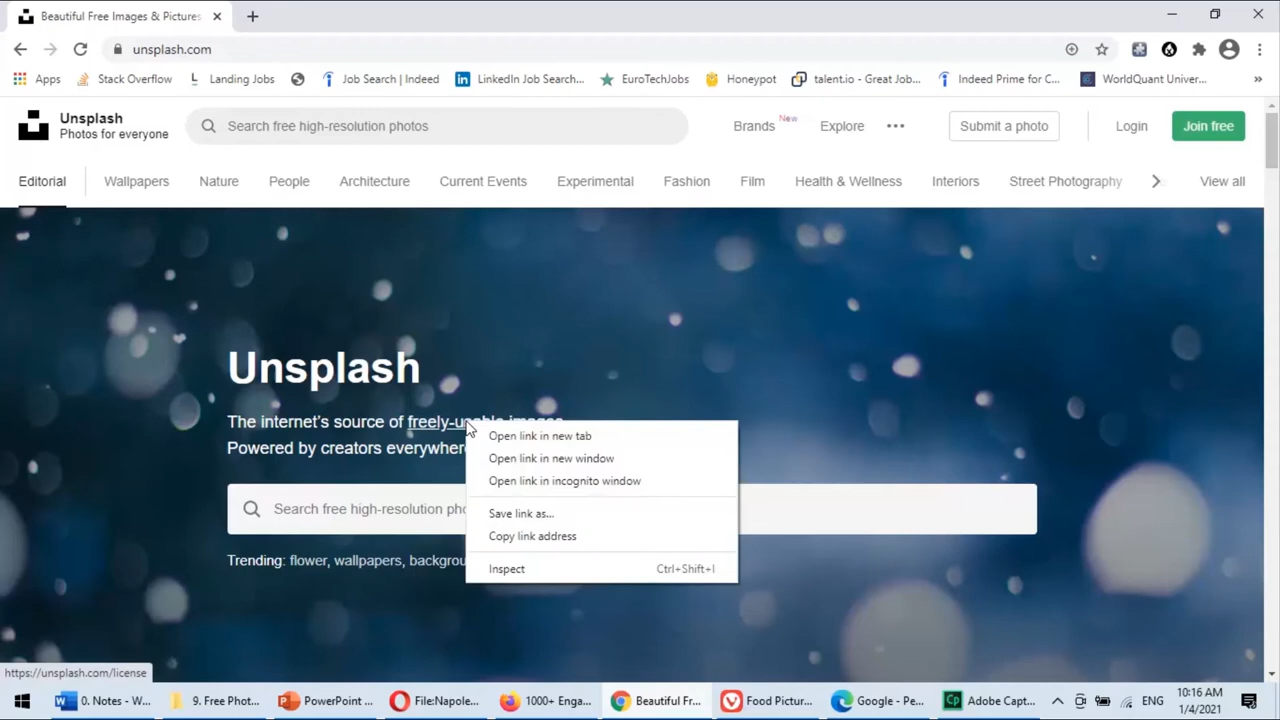 Beautiful Free Images & Pictures
unsplash.com
Apps Stack Overflow Landing Jobs Job Search | Indeed LinkedIn Job Search... EuroTechJobs Honeypot talent.io - Great Job... Indeed Prime for C... WorldQuant Univer... »
Unsplash
Photos for everyone
Search free high-resolution photos
Brands New Explore ••• Submit a photo Login Join free
Editorial Wallpapers Nature People Architecture Current Events Experimental Fashion Film Health & Wellness Interiors Street Photography View all
Unsplash
The internet's source of freely-usable images.
Powered by creators everywhere
Open link in new tab
Open link in new window
Open link in incognito window
Search free high-resolution pho
Save link as...
Copy link address
Trending: flower, wallpapers, backgrou
Inspect Ctrl+Shift+I
https://unsplash.com/license
0. Notes - W... 9. Free Phot... PowerPoint ... File:Napole... 1000+ Enga... Beautiful Fr... Food Pictur... Google - Pe... Adobe Capt... ENG
10:16 AM
1/4/2021